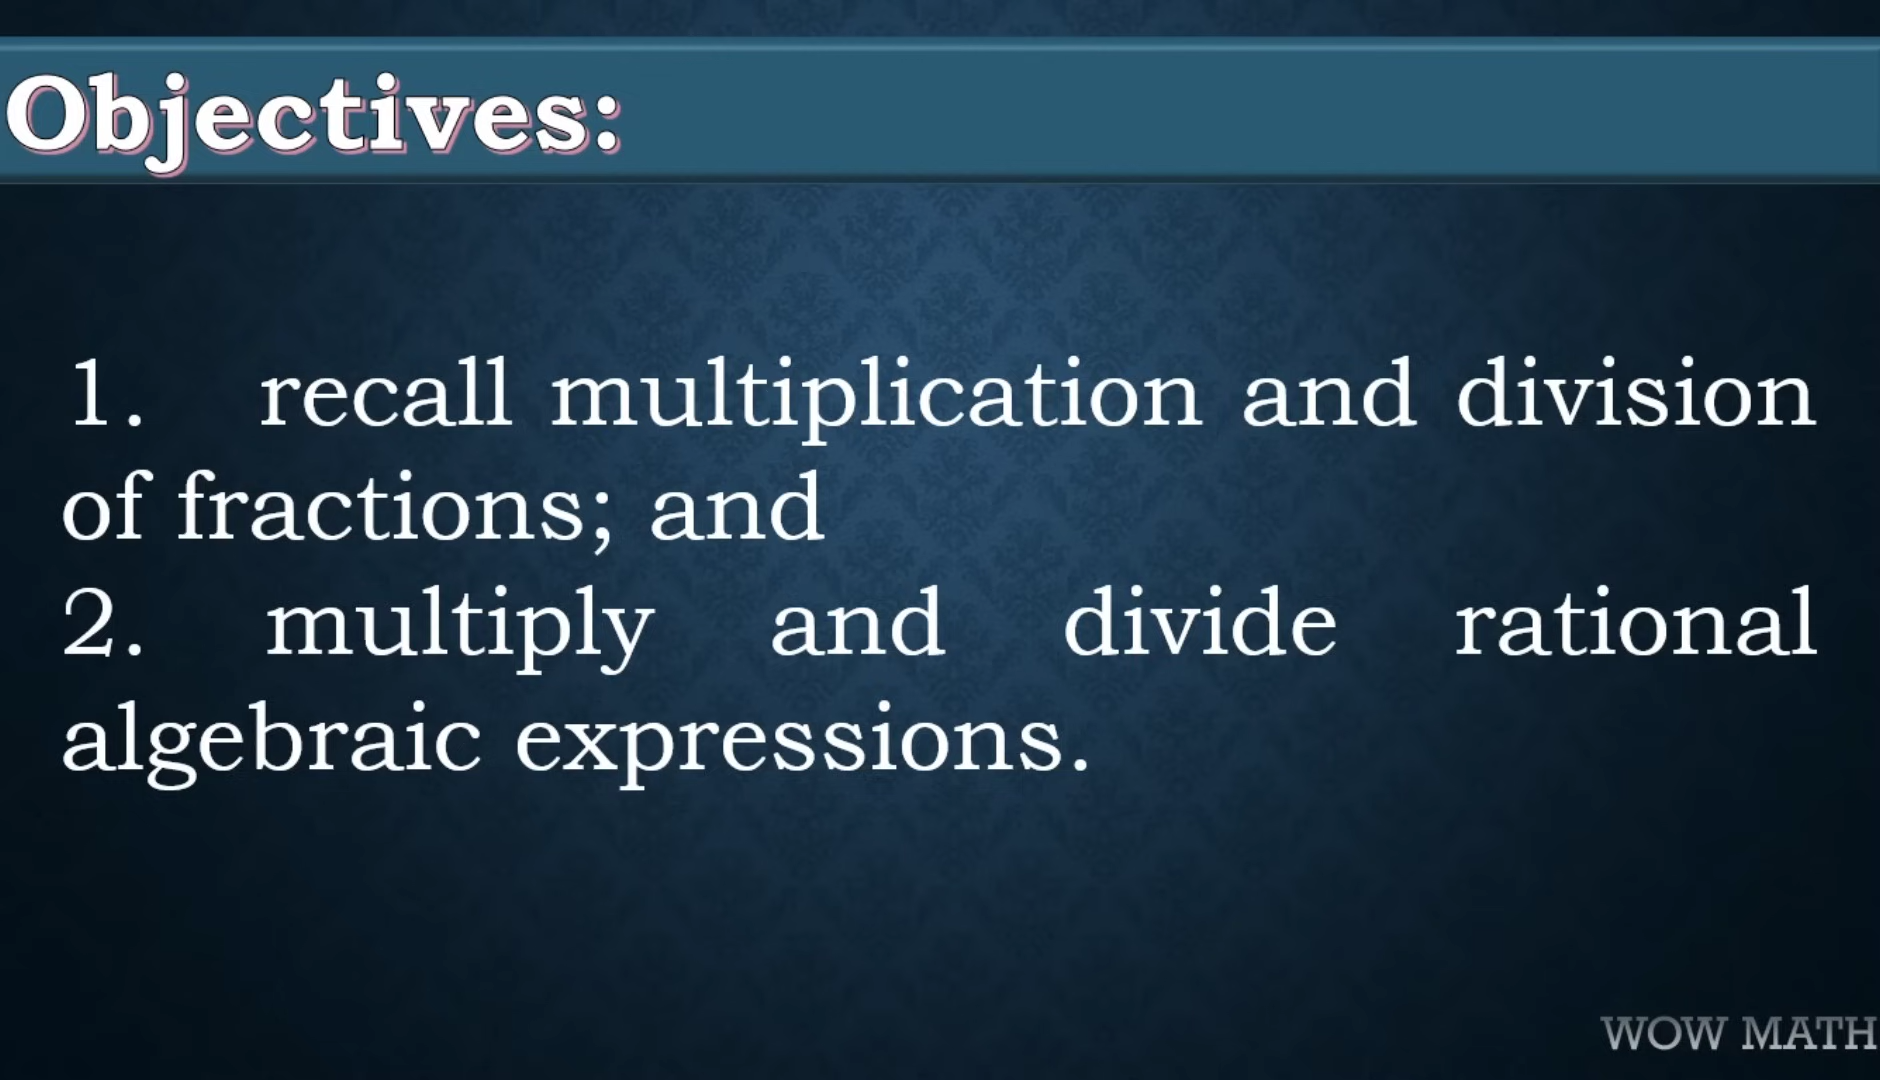 Objectives:
1. recall multiplication and division
of fractions; and
2. multiply and divide rational
algebraic expressions.
WOW MATH